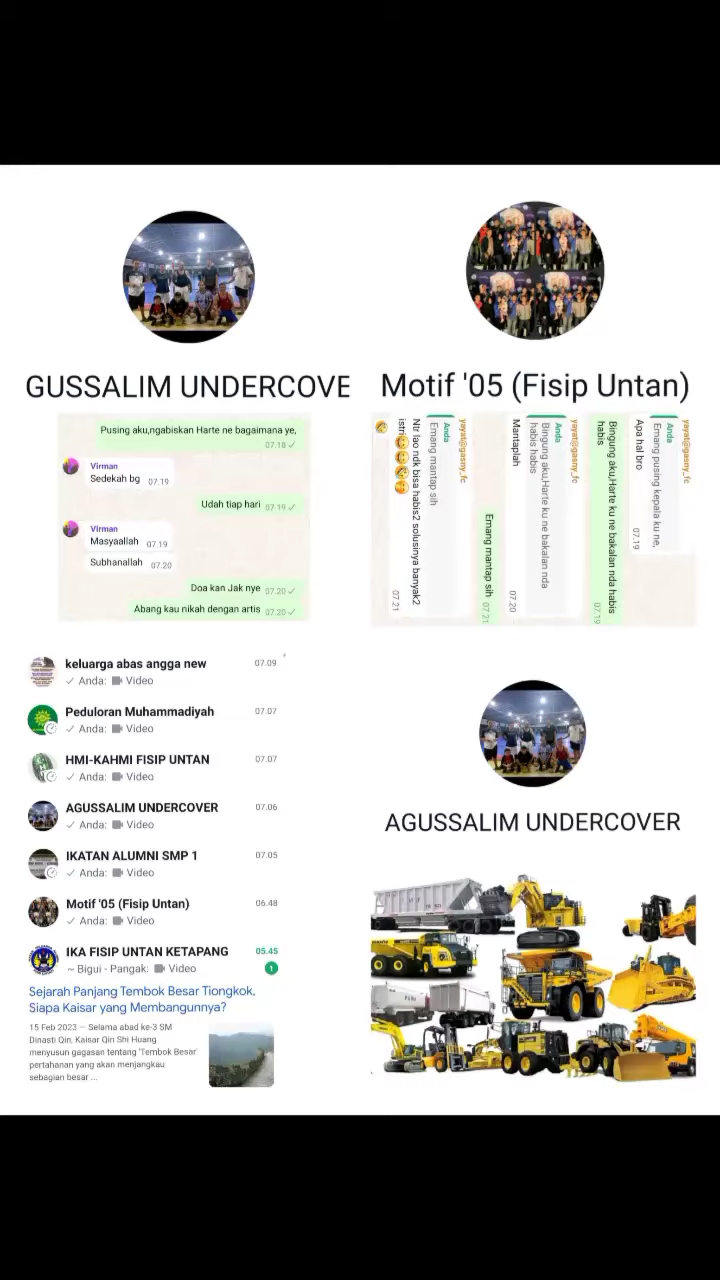 GUSSALIM UNDERCOVE
Pusing aku,ngabiskan Harte ne bagaimana ye,
07.18
Virman
Sedekah bg 07.19
Udah tiap hari 07.19
Virman
Masyaallah 07.19
Subhanallah 07.20
Doa kan Jak nye 07.20
Abang kau nikah dengan artis 07.20
Motif '05 (Fisip Untan)
yayat@gasny_fc
Anda
Emang pusing kepala ku ne,
Apa hal bro
07.19
Bingung aku,Harte ku ne bakalan nda habis
habis
07.19
yayat@gasny_fc
Anda
Bingung aku,Harte ku ne bakalan nda
habis habis
Mantaplah
07.20
Emang mantap sih 07.21
yayat@gasny_fc
Anda
Emang mantap sih
Ntr lao ndk bisa habis2 solusinya banyak2
istri
07.21
keluarga abas angga new 07.09
Anda: Video
Peduloran Muhammadiyah 07.07
Anda: Video
HMI-KAHMI FISIP UNTAN 07.07
Anda: Video
AGUSSALIM UNDERCOVER 07.06
Anda: Video
IKATAN ALUMNI SMP 1 07.05
Anda: Video
Motif '05 (Fisip Untan) 06.48
Anda: Video
IKA FISIP UNTAN KETAPANG 05.45
~ Bigui - Pangak: Video 1
Sejarah Panjang Tembok Besar Tiongkok,
Siapa Kaisar yang Membangunnya?
15 Feb 2023 — Selama abad ke-3 SM
Dinasti Qin, Kaisar Qin Shi Huang
menyusun gagasan tentang 'Tembok Besar'
pertahanan yang akan menjangkau
sebagian besar ...
AGUSSALIM UNDERCOVER